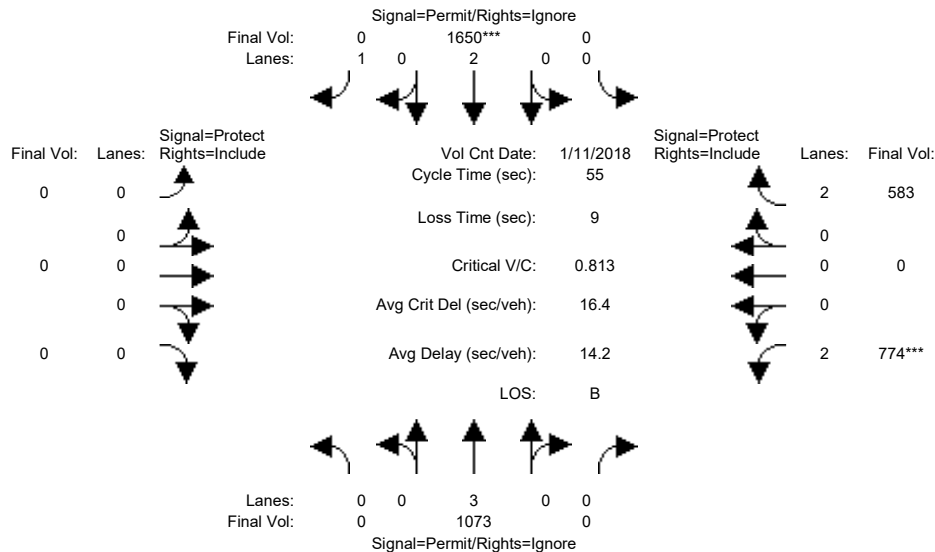 Signal=Permit/Rights=Ignore
Final Vol: 0 1650*** 0
Lanes: 1 0 2 0 0
Signal=Protect
Final Vol: Lanes: Rights=Include
Vol Cnt Date: 1/11/2018
Signal=Protect
Rights=Include Lanes: Final Vol:
Cycle Time (sec): 55
0 0
2 583
Loss Time (sec): 9
0
0
0 0
Critical V/C: 0.813
0 0
0
Avg Crit Del (sec/veh): 16.4
0
0 0
Avg Delay (sec/veh): 14.2
2 774***
LOS: B
Lanes: 0 0 3 0 0
Final Vol: 0 1073 0
Signal=Permit/Rights=Ignore